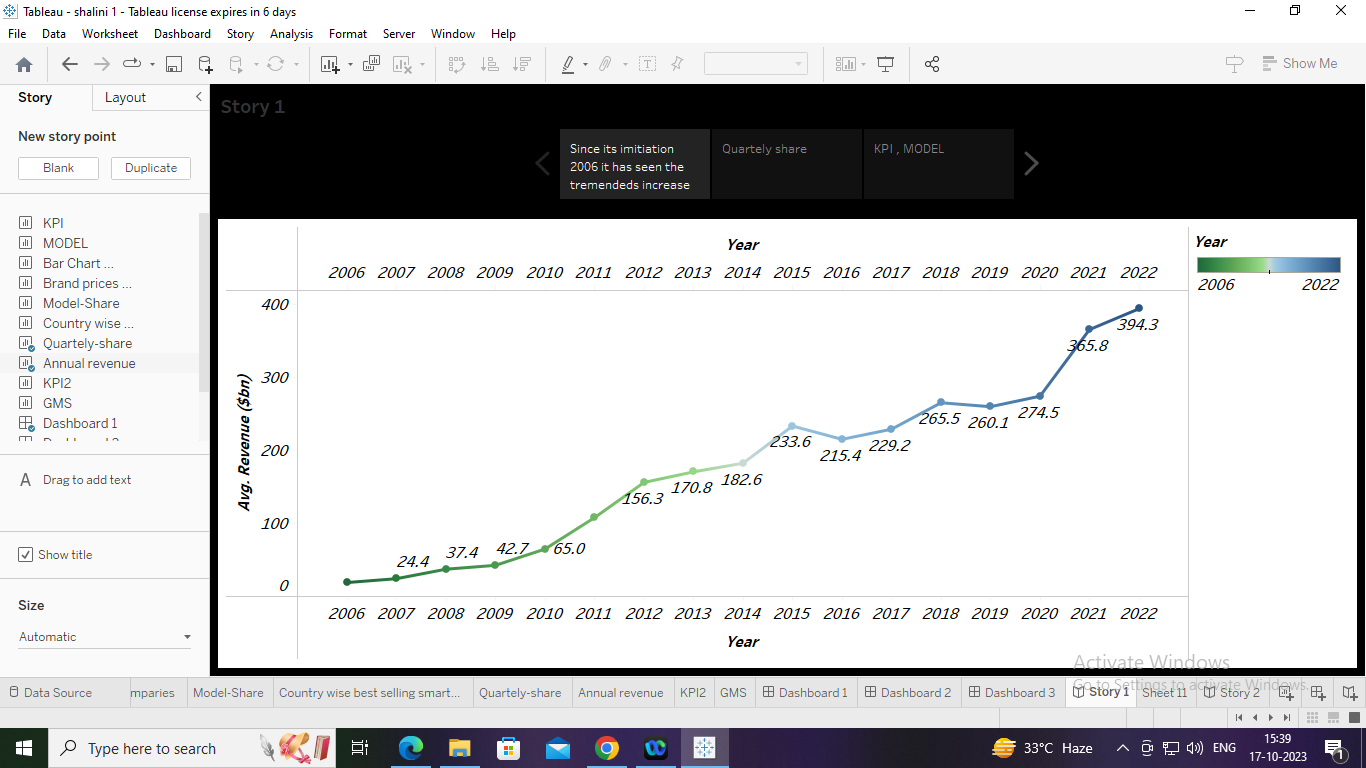 Tableau - shalini 1 - Tableau license expires in 6 days
File Data Worksheet Dashboard Story Analysis Format Server Window Help
Show Me
Story Layout
New story point
Blank Duplicate
KPI
MODEL
Bar Chart ...
Brand prices ...
Model-Share
Country wise ...
Quartely-share
Annual revenue
KPI2
GMS
Dashboard 1
A Drag to add text
Show title
Size
Automatic
Story 1
Since its imitiation
2006 it has seen the
tremendeds increase
Quartely share
KPI , MODEL
Year
2006 2007 2008 2009 2010 2011 2012 2013 2014 2015 2016 2017 2018 2019 2020 2021 2022
Avg. Revenue ($bn)
400
300
200
100
0
24.4
37.4
42.7
65.0
156.3
170.8
182.6
233.6
215.4
229.2
265.5
260.1
274.5
365.8
394.3
2006 2007 2008 2009 2010 2011 2012 2013 2014 2015 2016 2017 2018 2019 2020 2021 2022
Year
Year
2006 2022
Activate Windows
Go to Settings to activate Windows.
Data Source mparies Model-Share Country wise best selling smart... Quartely-share Annual revenue KPI2 GMS Dashboard 1 Dashboard 2 Dashboard 3 Story 1 Sheet 11 Story 2
Type here to search
33°C Haze
ENG
15:39
17-10-2023
1